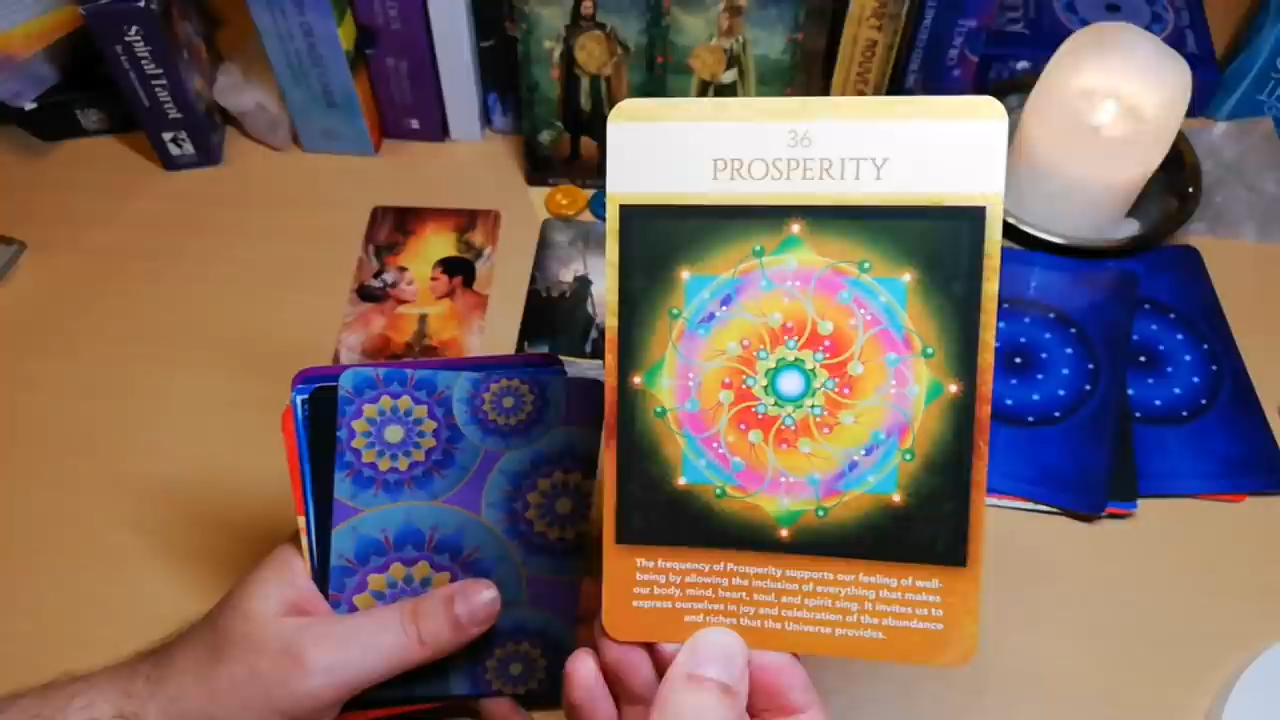 Spiral Tarot
ART NOUVEAU
36
PROSPERITY
The frequency of Prosperity supports our feeling of well-
being by allowing the inclusion of everything that makes
our body, mind, heart, soul, and spirit sing. It invites us to
express ourselves in joy and celebration of the abundance
and riches that the Universe provides.